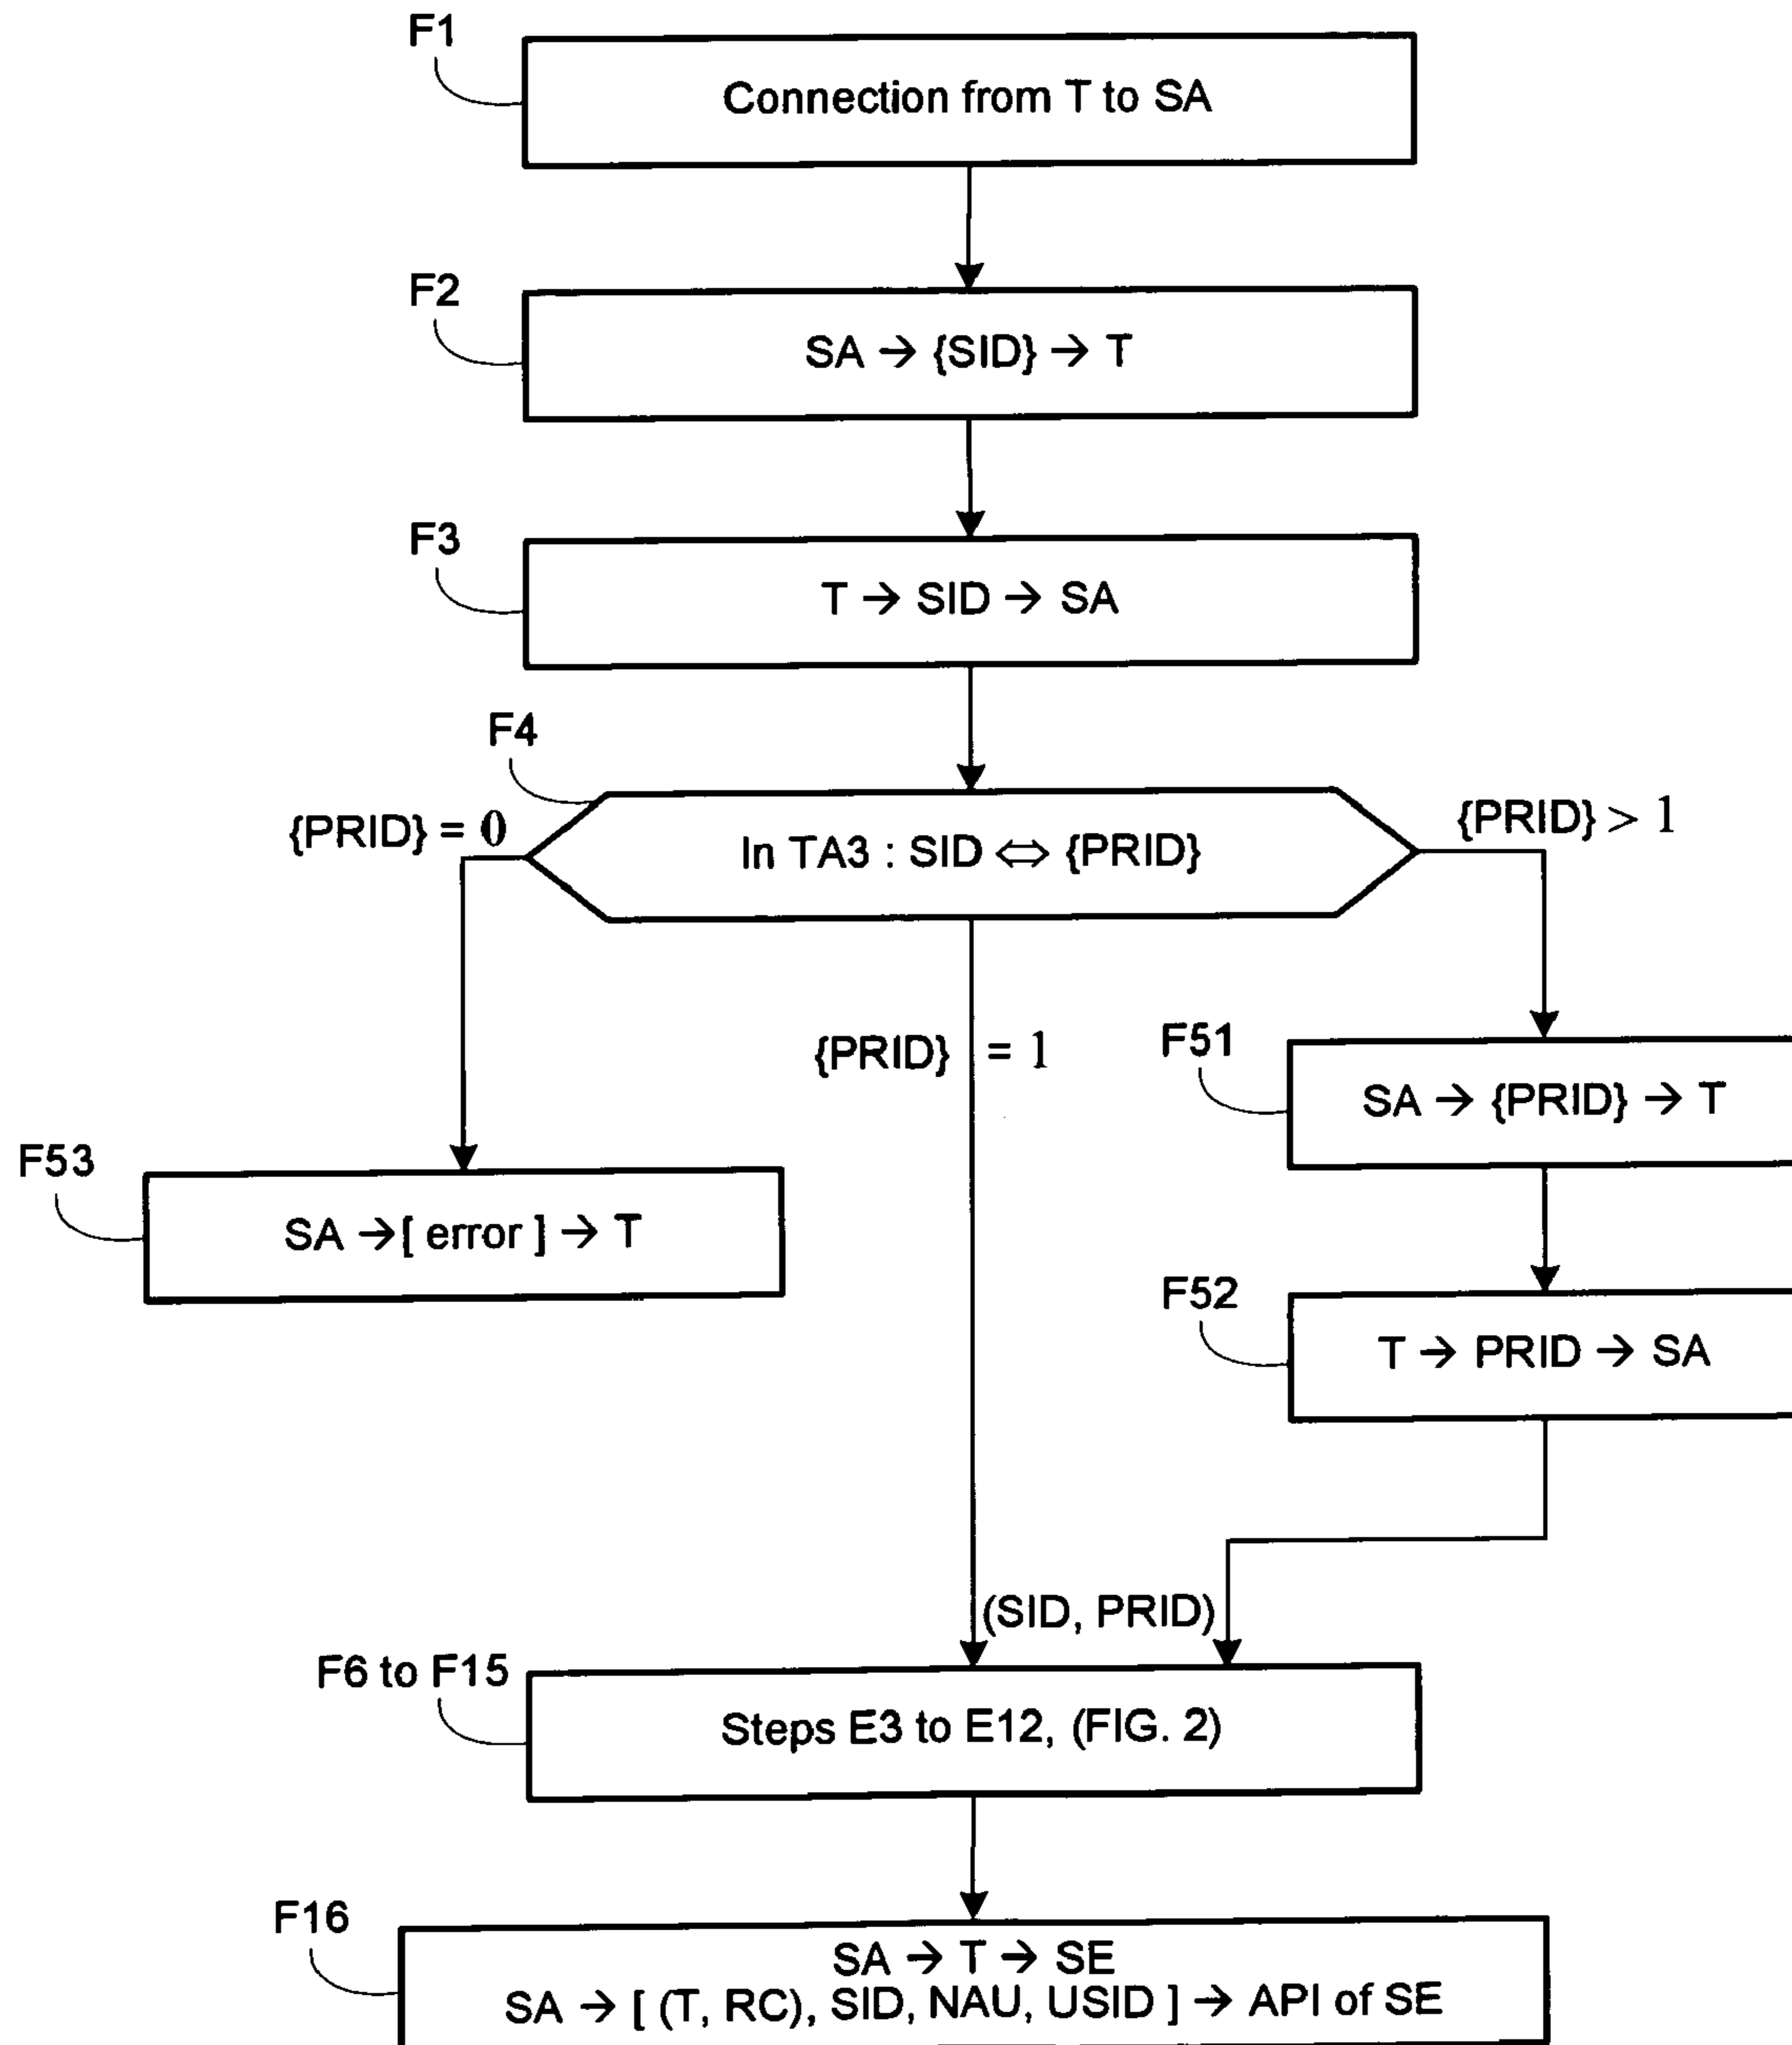 F1
Connection from T to SA
F2
SA → {SID} → T
F3
T → SID → SA
F4
{PRID} = 0
In TA3 : SID ⇔ {PRID}
{PRID} > 1
{PRID} = 1
F51
SA → {PRID} → T
F53
SA →[ error ] → T
F52
T → PRID → SA
(SID, PRID)
F6 to F15
Steps E3 to E12, (FIG. 2)
F16
SA → T → SE
SA → [ (T, RC), SID, NAU, USID ] → API of SE